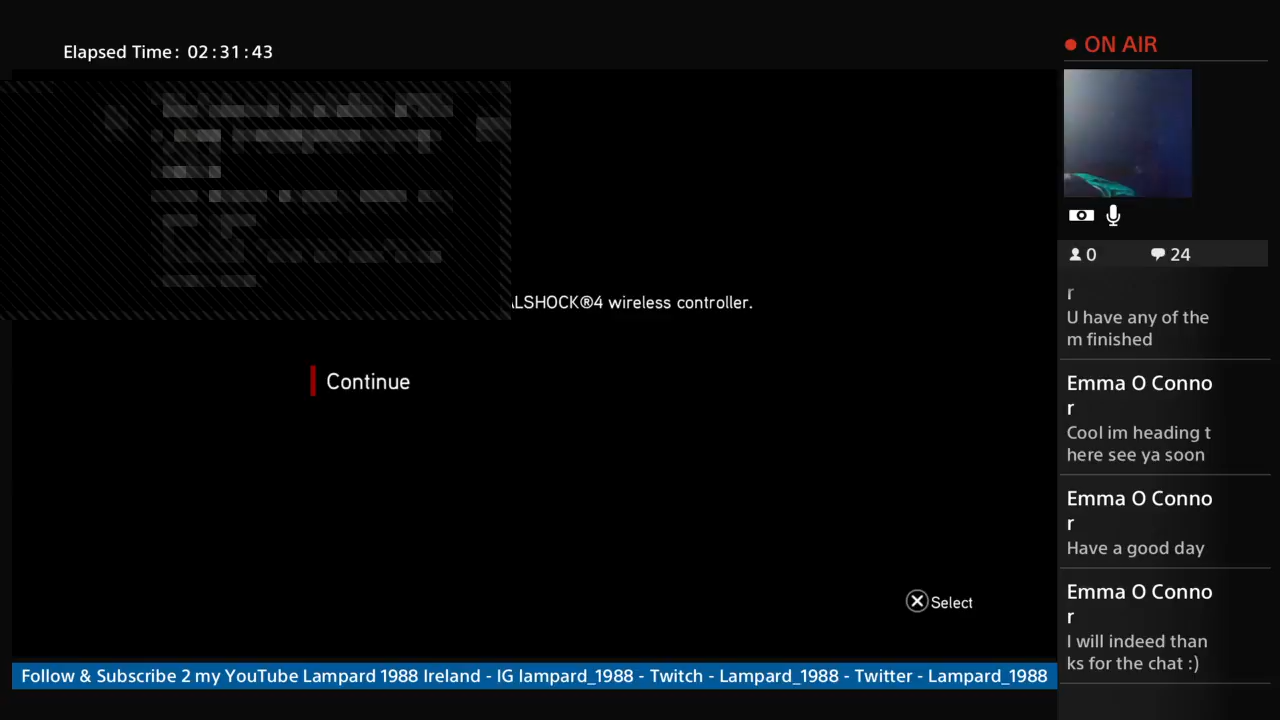 Elapsed Time: 02:31:43
ON AIR
0
24
r
U have any of the
m finished
ALSHOCK®4 wireless controller.
Continue
Emma O Conno
r
Cool im heading t
here see ya soon
Emma O Conno
r
Have a good day
Emma O Conno
r
I will indeed than
ks for the chat :)
Select
Follow & Subscribe 2 my YouTube Lampard 1988 Ireland - IG lampard_1988 - Twitch - Lampard_1988 - Twitter - Lampard_1988